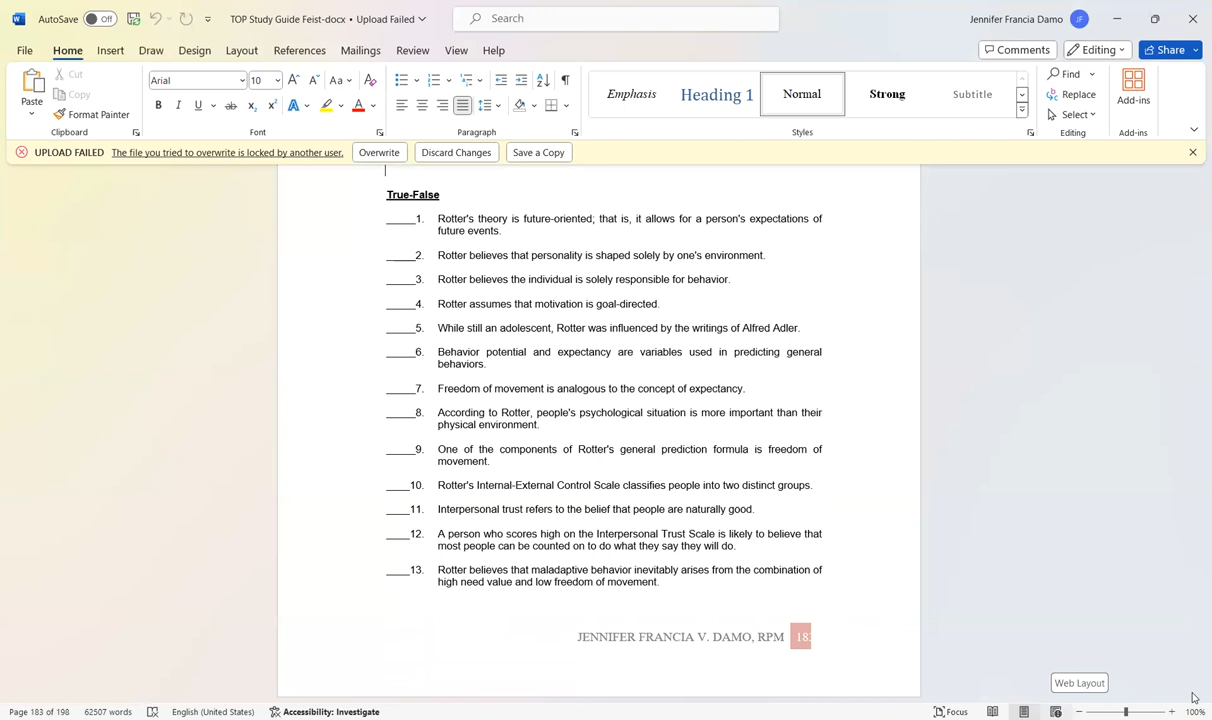 AutoSave Off TOP Study Guide Feist-docx • Upload Failed Search Jennifer Francia Damo JF
File Home Insert Draw Design Layout References Mailings Review View Help Comments Editing Share
Paste Cut Copy Format Painter
Arial 10 Aa
B I U ab x₂ x² A A
Emphasis Heading 1 Normal Strong Subtitle
Find Replace Select
Add-ins
Clipboard Font Paragraph Styles Editing Add-ins
UPLOAD FAILED The file you tried to overwrite is locked by another user. Overwrite Discard Changes Save a Copy
True-False
_____1. Rotter's theory is future-oriented; that is, it allows for a person's expectations of
future events.
_____2. Rotter believes that personality is shaped solely by one's environment.
_____3. Rotter believes the individual is solely responsible for behavior.
_____4. Rotter assumes that motivation is goal-directed.
_____5. While still an adolescent, Rotter was influenced by the writings of Alfred Adler.
_____6. Behavior potential and expectancy are variables used in predicting general
behaviors.
_____7. Freedom of movement is analogous to the concept of expectancy.
_____8. According to Rotter, people's psychological situation is more important than their
physical environment.
_____9. One of the components of Rotter's general prediction formula is freedom of
movement.
____10. Rotter's Internal-External Control Scale classifies people into two distinct groups.
____11. Interpersonal trust refers to the belief that people are naturally good.
____12. A person who scores high on the Interpersonal Trust Scale is likely to believe that
most people can be counted on to do what they say they will do.
____13. Rotter believes that maladaptive behavior inevitably arises from the combination of
high need value and low freedom of movement.
JENNIFER FRANCIA V. DAMO, RPM 183
Web Layout
Page 183 of 198 62507 words English (United States) Accessibility: Investigate Focus 100%